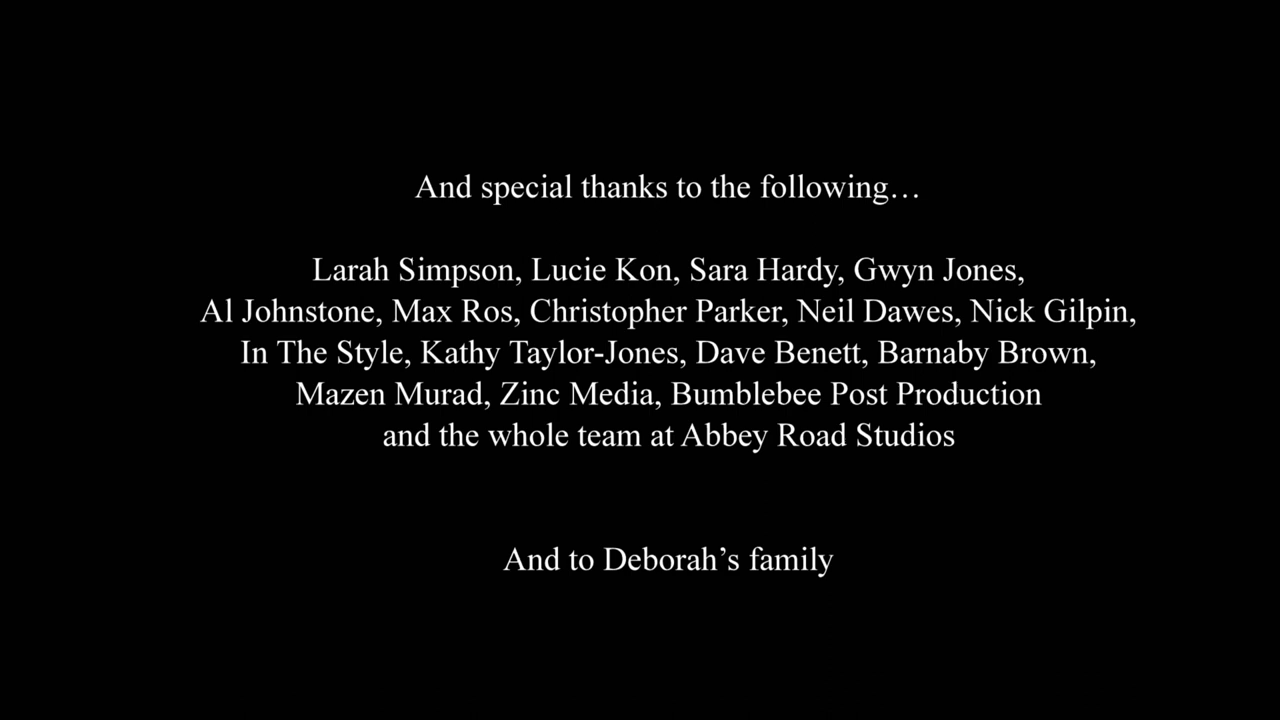 And special thanks to the following…
Larah Simpson, Lucie Kon, Sara Hardy, Gwyn Jones,
Al Johnstone, Max Ros, Christopher Parker, Neil Dawes, Nick Gilpin,
In The Style, Kathy Taylor-Jones, Dave Benett, Barnaby Brown,
Mazen Murad, Zinc Media, Bumblebee Post Production
and the whole team at Abbey Road Studios
And to Deborah’s family